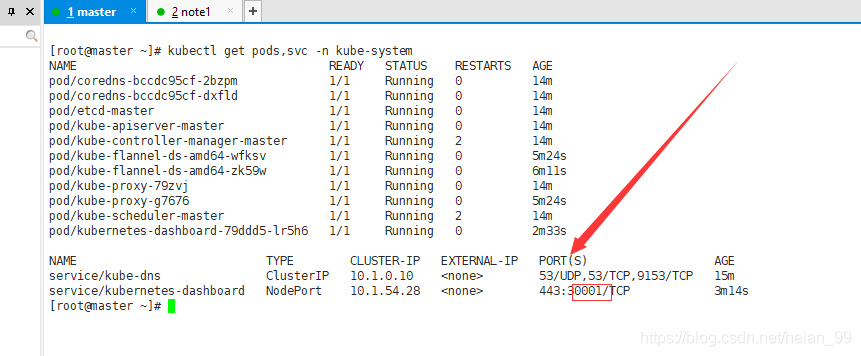 1 master × 2 note1 × +
[root@master ~]# kubectl get pods,svc -n kube-system
NAME READY STATUS RESTARTS AGE
pod/coredns-bccdc95cf-2bzpm 1/1 Running 0 14m
pod/coredns-bccdc95cf-dxfld 1/1 Running 0 14m
pod/etcd-master 1/1 Running 0 14m
pod/kube-apiserver-master 1/1 Running 0 14m
pod/kube-controller-manager-master 1/1 Running 2 14m
pod/kube-flannel-ds-amd64-wfksv 1/1 Running 0 5m24s
pod/kube-flannel-ds-amd64-zk59w 1/1 Running 0 6m11s
pod/kube-proxy-79zvj 1/1 Running 0 14m
pod/kube-proxy-g7676 1/1 Running 0 5m24s
pod/kube-scheduler-master 1/1 Running 2 14m
pod/kubernetes-dashboard-79ddd5-lr5h6 1/1 Running 0 2m33s
NAME TYPE CLUSTER-IP EXTERNAL-IP PORT(S) AGE
service/kube-dns ClusterIP 10.1.0.10 <none> 53/UDP,53/TCP,9153/TCP 15m
service/kubernetes-dashboard NodePort 10.1.54.28 <none> 443:30001/TCP 3m14s
[root@master ~]#
https://blog.csdn.net/heian_99